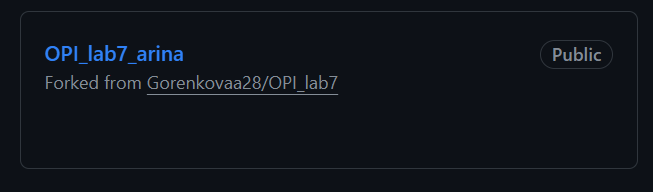 OPI_lab7_arina
Public
Forked from Gorenkovaa28/OPI_lab7